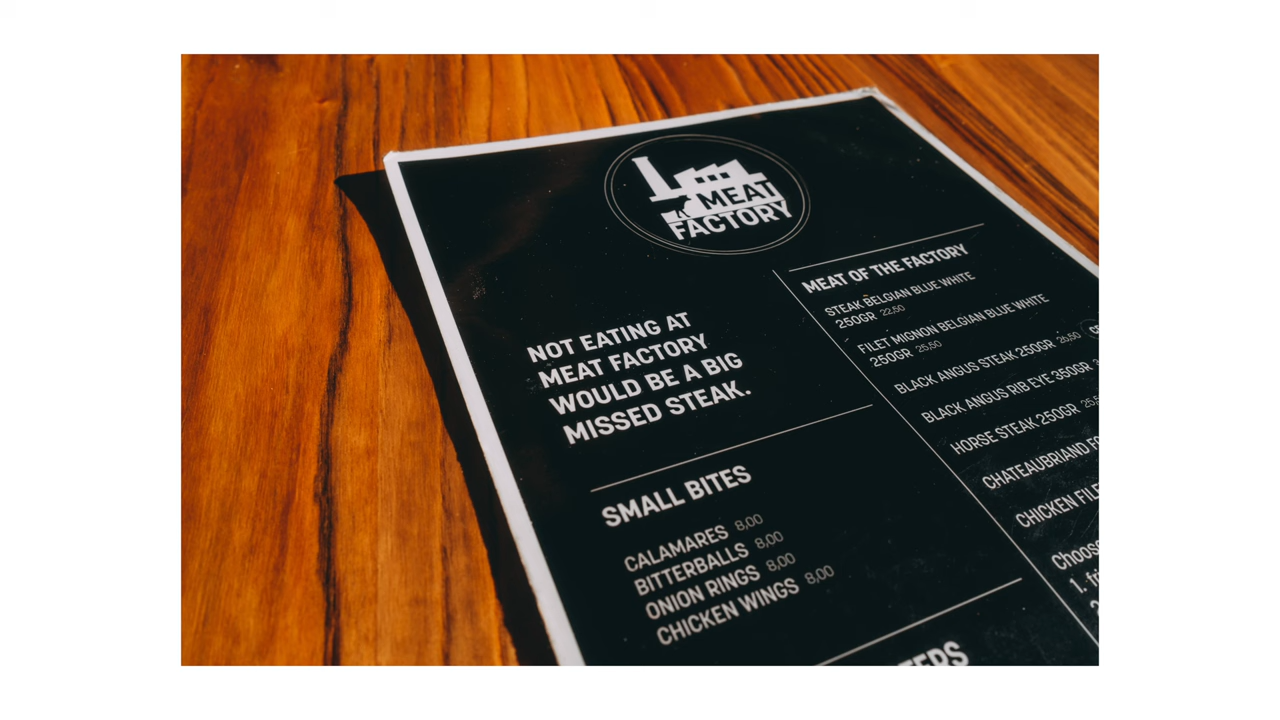 MEAT
FACTORY
NOT EATING AT
MEAT FACTORY
WOULD BE A BIG
MISSED STEAK.
SMALL BITES
CALAMARES 8,00
BITTERBALLS 8,00
ONION RINGS 8,00
CHICKEN WINGS 8,00
MEAT OF THE FACTORY
STEAK BELGIAN BLUE WHITE
250GR 22,50
FILET MIGNON BELGIAN BLUE WHITE
250GR 25,50
BLACK ANGUS STEAK 250GR 26,50
BLACK ANGUS RIB EYE 350GR
HORSE STEAK 250GR
CHATEAUBRIAND
CHICKEN
1.